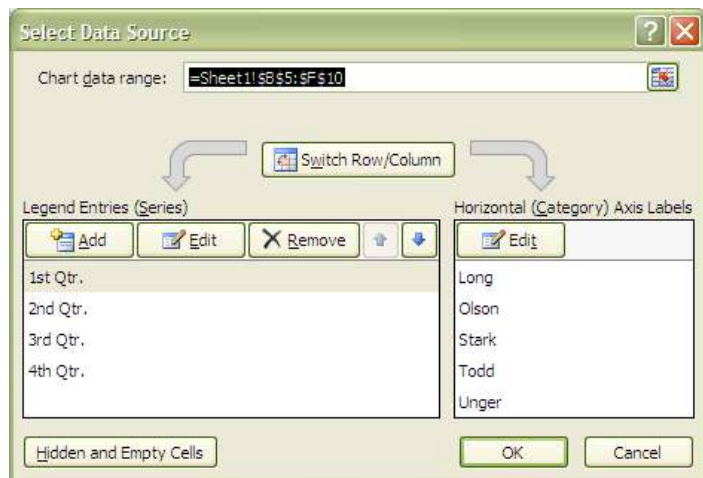 Select Data Source
Chart data range: =Sheet1!$B$5:$F$10
Switch Row/Column
Legend Entries (Series)
Add Edit Remove
1st Qtr.
2nd Qtr.
3rd Qtr.
4th Qtr.
Horizontal (Category) Axis Labels
Edit
Long
Olson
Stark
Todd
Unger
Hidden and Empty Cells
OK Cancel